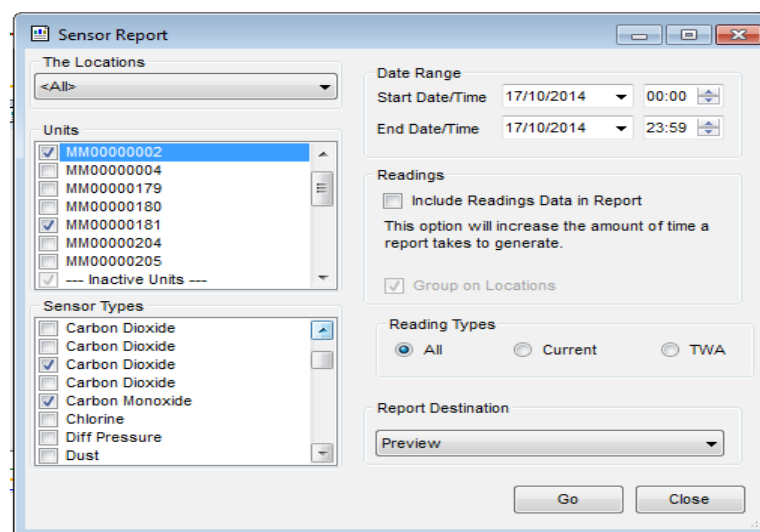 Sensor Report
The Locations
<All>
Units
MM00000002
MM00000004
MM00000179
MM00000180
MM00000181
MM00000204
MM00000205
--- Inactive Units ---
Sensor Types
Carbon Dioxide
Carbon Dioxide
Carbon Dioxide
Carbon Dioxide
Carbon Monoxide
Chlorine
Diff Pressure
Dust
Date Range
Start Date/Time 17/10/2014 00:00
End Date/Time 17/10/2014 23:59
Readings
Include Readings Data in Report
This option will increase the amount of time a
report takes to generate.
Group on Locations
Reading Types
All Current TWA
Report Destination
Preview
Go Close